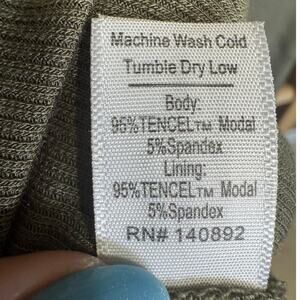 Machine Wash Cold
Tumble Dry Low
Body:
95%TENCEL™ Modal
5%Spandex
Lining:
95%TENCEL™ Modal
5%Spandex
RN# 140892